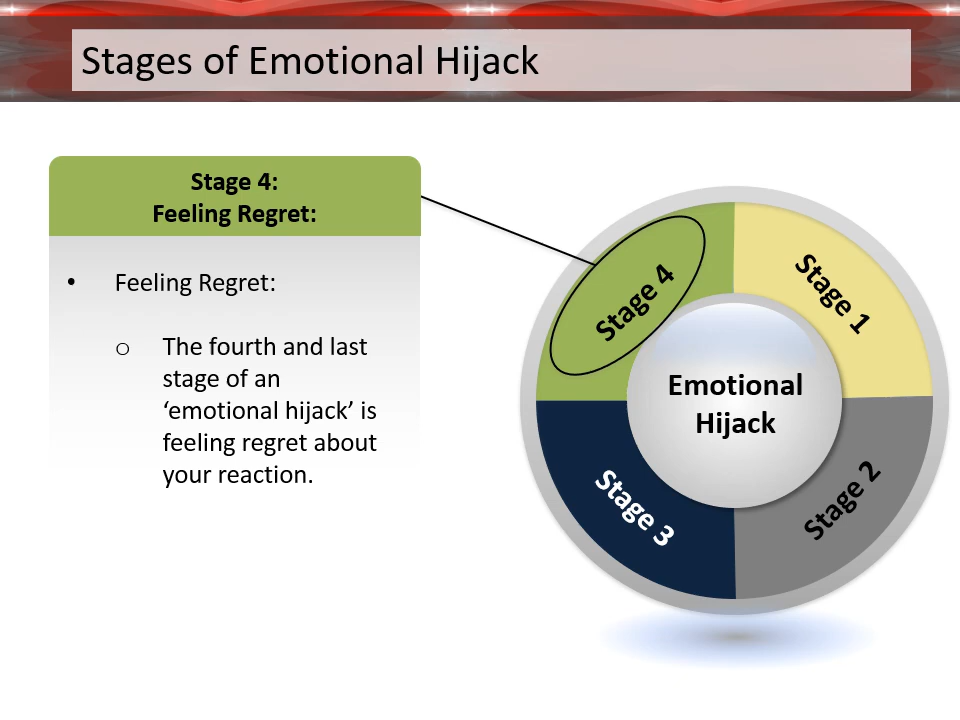 Stages of Emotional Hijack
Stage 4:
Feeling Regret:
• Feeling Regret:
o The fourth and last
stage of an
‘emotional hijack’ is
feeling regret about
your reaction.
Stage 4
Stage 1
Emotional
Hijack
Stage 3
Stage 2